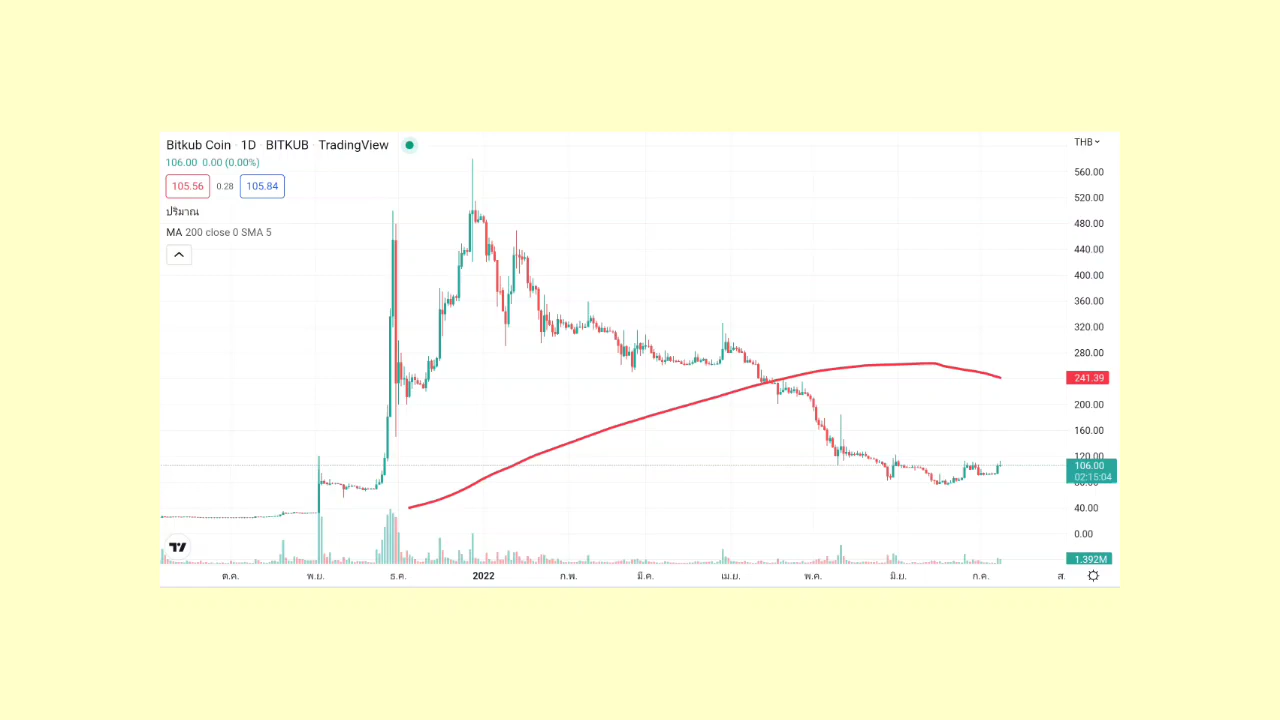 Bitkub Coin · 1D · BITKUB · TradingView
THB
106.00 0.00 (0.00%)
105.56 0.28 105.84
ปริมาณ
MA 200 close 0 SMA 5
560.00
520.00
480.00
440.00
400.00
360.00
320.00
280.00
241.39
200.00
160.00
120.00
106.00
02:15:04
80.00
40.00
0.00
1.392M
ต.ค. พ.ย. ธ.ค. 2022 ก.พ. มี.ค. เม.ย. พ.ค. มิ.ย. ก.ค. ส.